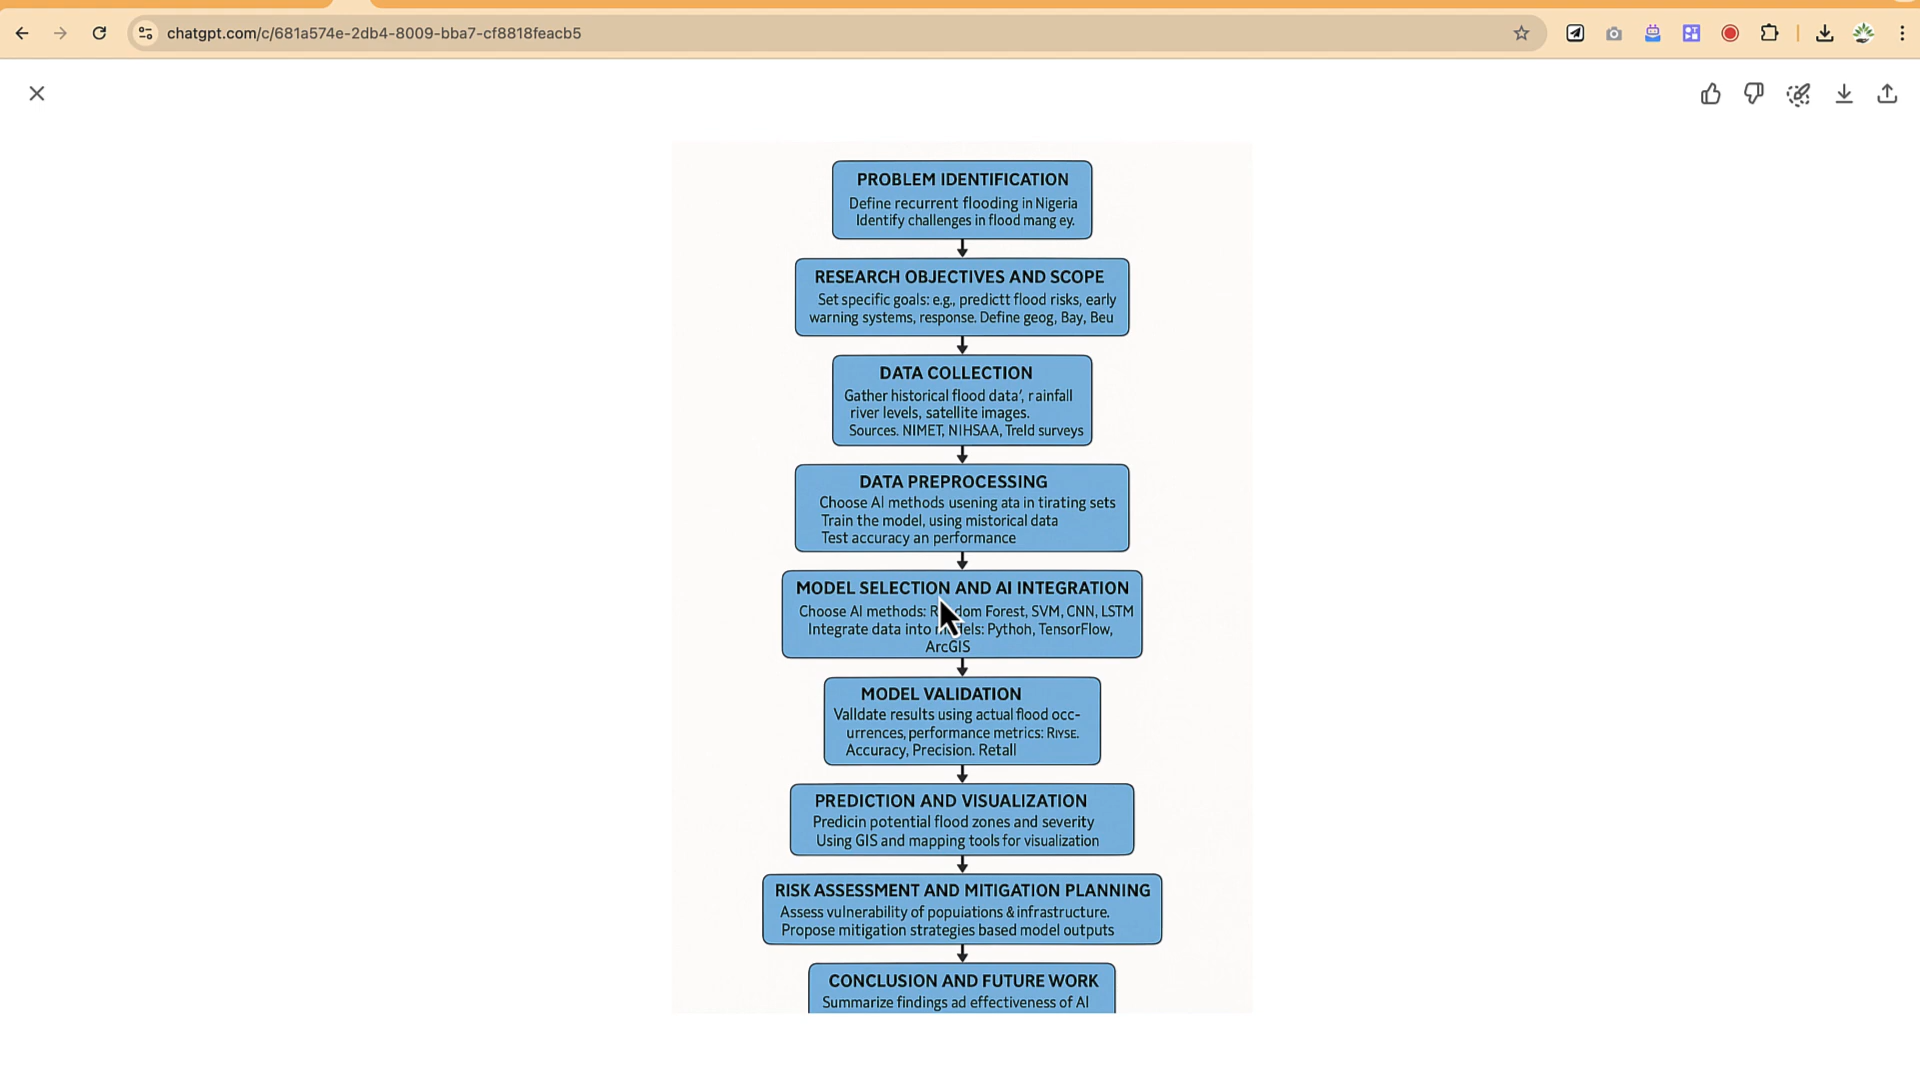 chatgpt.com/c/681a574e-2db4-8009-bba7-cf8818feacb5
PROBLEM IDENTIFICATION
Define recurrent flooding in Nigeria
Identify challenges in flood mang ey.
RESEARCH OBJECTIVES AND SCOPE
Set specific goals: e.g., predictt flood risks, early
warning systems, response. Define geog, Bay, Beu
DATA COLLECTION
Gather historical flood data’, r ainfall
river levels, satellite images.
Sources. NIMET, NIHSAA, Treld surveys
DATA PREPROCESSING
Choose AI methods usening ata in tirating sets
Train the model, using mistorical data
Test accuracy an performance
MODEL SELECTION AND AI INTEGRATION
Choose AI methods: Forest, SVM, CNN, LSTM
Integrate data into Pythoh, TensorFlow,
ArcGIS
MODEL VALIDATION
Valldate results using actual flood occ-
urrences, performance metrics:
Accuracy, Precision. Retall
PREDICTION AND VISUALIZATION
Predicin potential flood zones and severity
Using GIS and mapping tools for visualization
RISK ASSESSMENT AND MITIGATION PLANNING
Assess vulnerability of popuiations & infrastructure.
Propose mitigation strategies based model outputs
CONCLUSION AND FUTURE WORK
Summarize findings ad effectiveness of AI